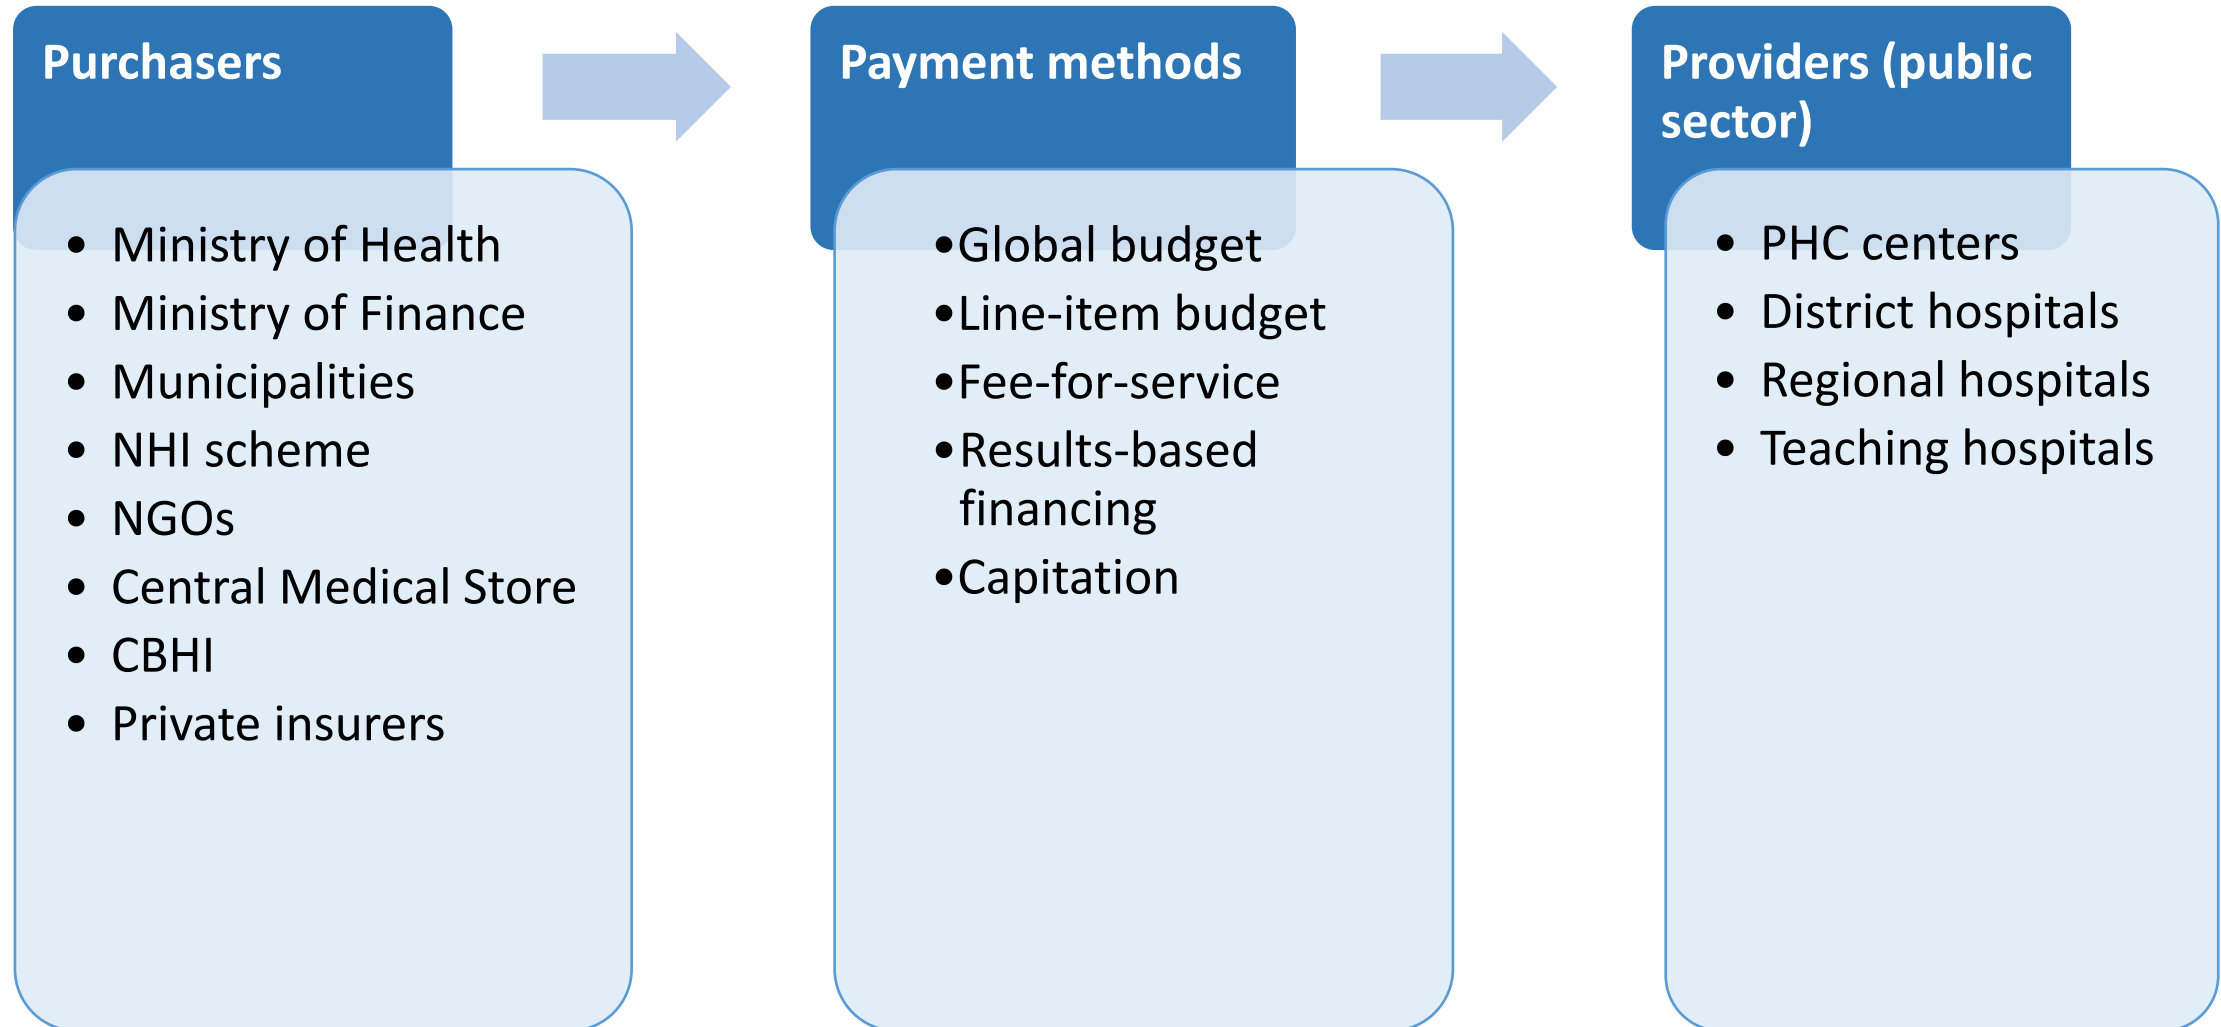 Purchasers
• Ministry of Health
• Ministry of Finance
• Municipalities
• NHI scheme
• NGOs
• Central Medical Store
• CBHI
• Private insurers
Payment methods
•Global budget
•Line-item budget
•Fee-for-service
•Results-based
financing
•Capitation
Providers (public
sector)
• PHC centers
• District hospitals
• Regional hospitals
• Teaching hospitals